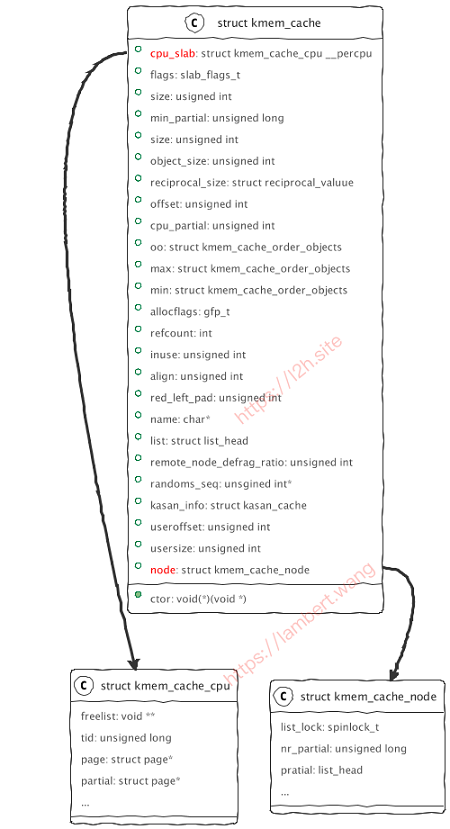 C struct kmem_cache
cpu_slab: struct kmem_cache_cpu __percpu
flags: slab_flags_t
size: usigned int
min_partial: unsigned long
size: unsigned int
object_size: unsigned int
reciprocal_size: struct reciprocal_valuue
offset: unsigned int
cpu_partial: unsigned int
oo: struct kmem_cache_order_objects
max: struct kmem_cache_order_objects
min: struct kmem_cache_order_objects
allocflags: gfp_t
refcount: int
inuse: unsigned int
align: unsigned int
red_left_pad: unsigned int
name: char*
list: struct list_head
remote_node_defrag_ratio: unsigned int
randoms_seq: unsgined int*
kasan_info: struct kasan_cache
useroffset: unsigned int
usersize: unsigned int
node: struct kmem_cache_node
ctor: void(*)(void *)
https://l2h.site
https://lambert.wang
C struct kmem_cache_cpu
freelist: void **
tid: unsigned long
page: struct page*
partial: struct page*
...
C struct kmem_cache_node
list_lock: spinlock_t
nr_partial: unsigned long
pratial: list_head
...